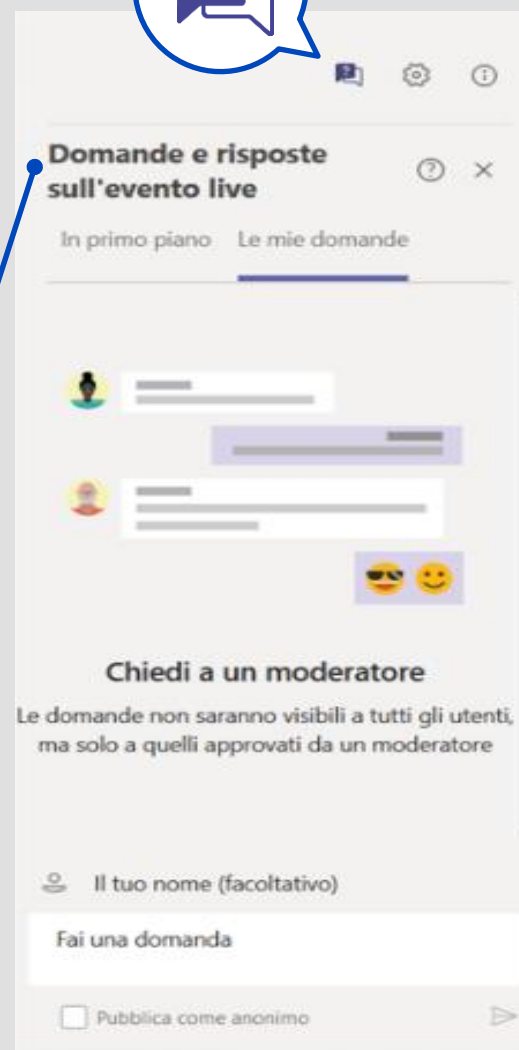 Domande e risposte
sull'evento live
In primo piano Le mie domande
Chiedi a un moderatore
Le domande non saranno visibili a tutti gli utenti,
ma solo a quelli approvati da un moderatore
Il tuo nome (facoltativo)
Fai una domanda
Pubblica come anonimo